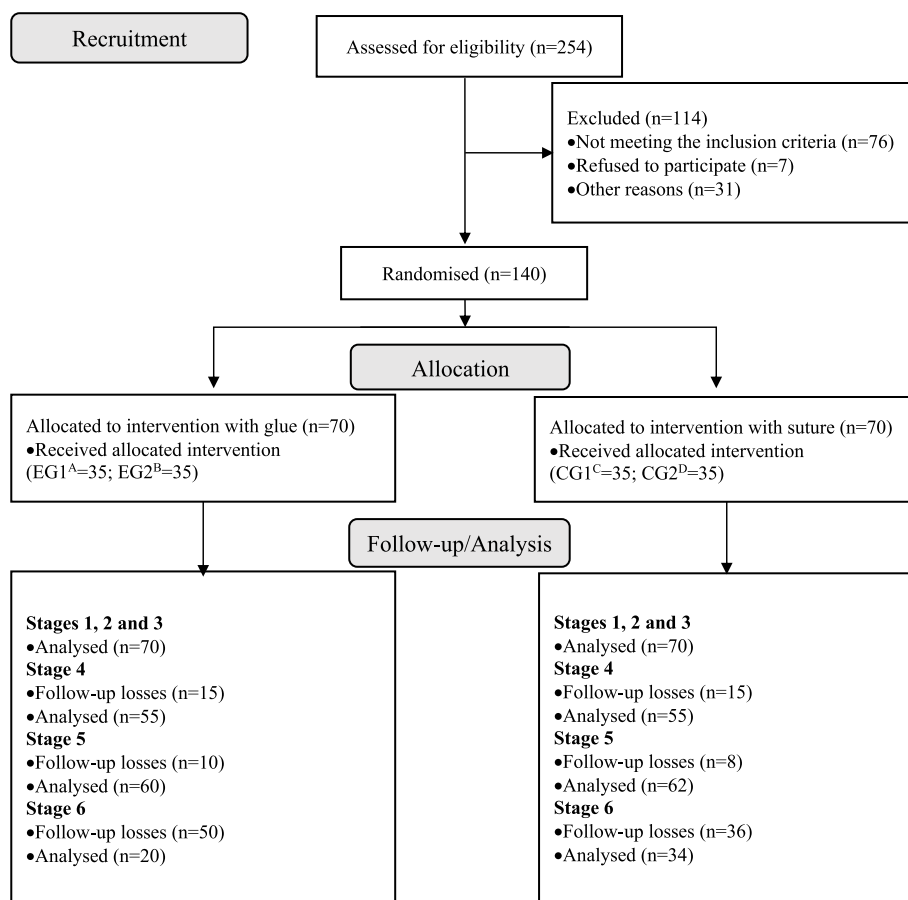 Recruitment
Assessed for eligibility (n=254)
Excluded (n=114)
●Not meeting the inclusion criteria (n=76)
●Refused to participate (n=7)
●Other reasons (n=31)
Randomised (n=140)
Allocation
Allocated to intervention with glue (n=70)
●Received allocated intervention
(EG1ᴬ=35; EG2ᴮ=35)
Allocated to intervention with suture (n=70)
●Received allocated intervention
(CG1ᶜ=35; CG2ᴰ=35)
Follow-up/Analysis
Stages 1, 2 and 3
●Analysed (n=70)
Stage 4
●Follow-up losses (n=15)
●Analysed (n=55)
Stage 5
●Follow-up losses (n=10)
●Analysed (n=60)
Stage 6
●Follow-up losses (n=50)
●Analysed (n=20)
Stages 1, 2 and 3
●Analysed (n=70)
Stage 4
●Follow-up losses (n=15)
●Analysed (n=55)
Stage 5
●Follow-up losses (n=8)
●Analysed (n=62)
Stage 6
●Follow-up losses (n=36)
●Analysed (n=34)